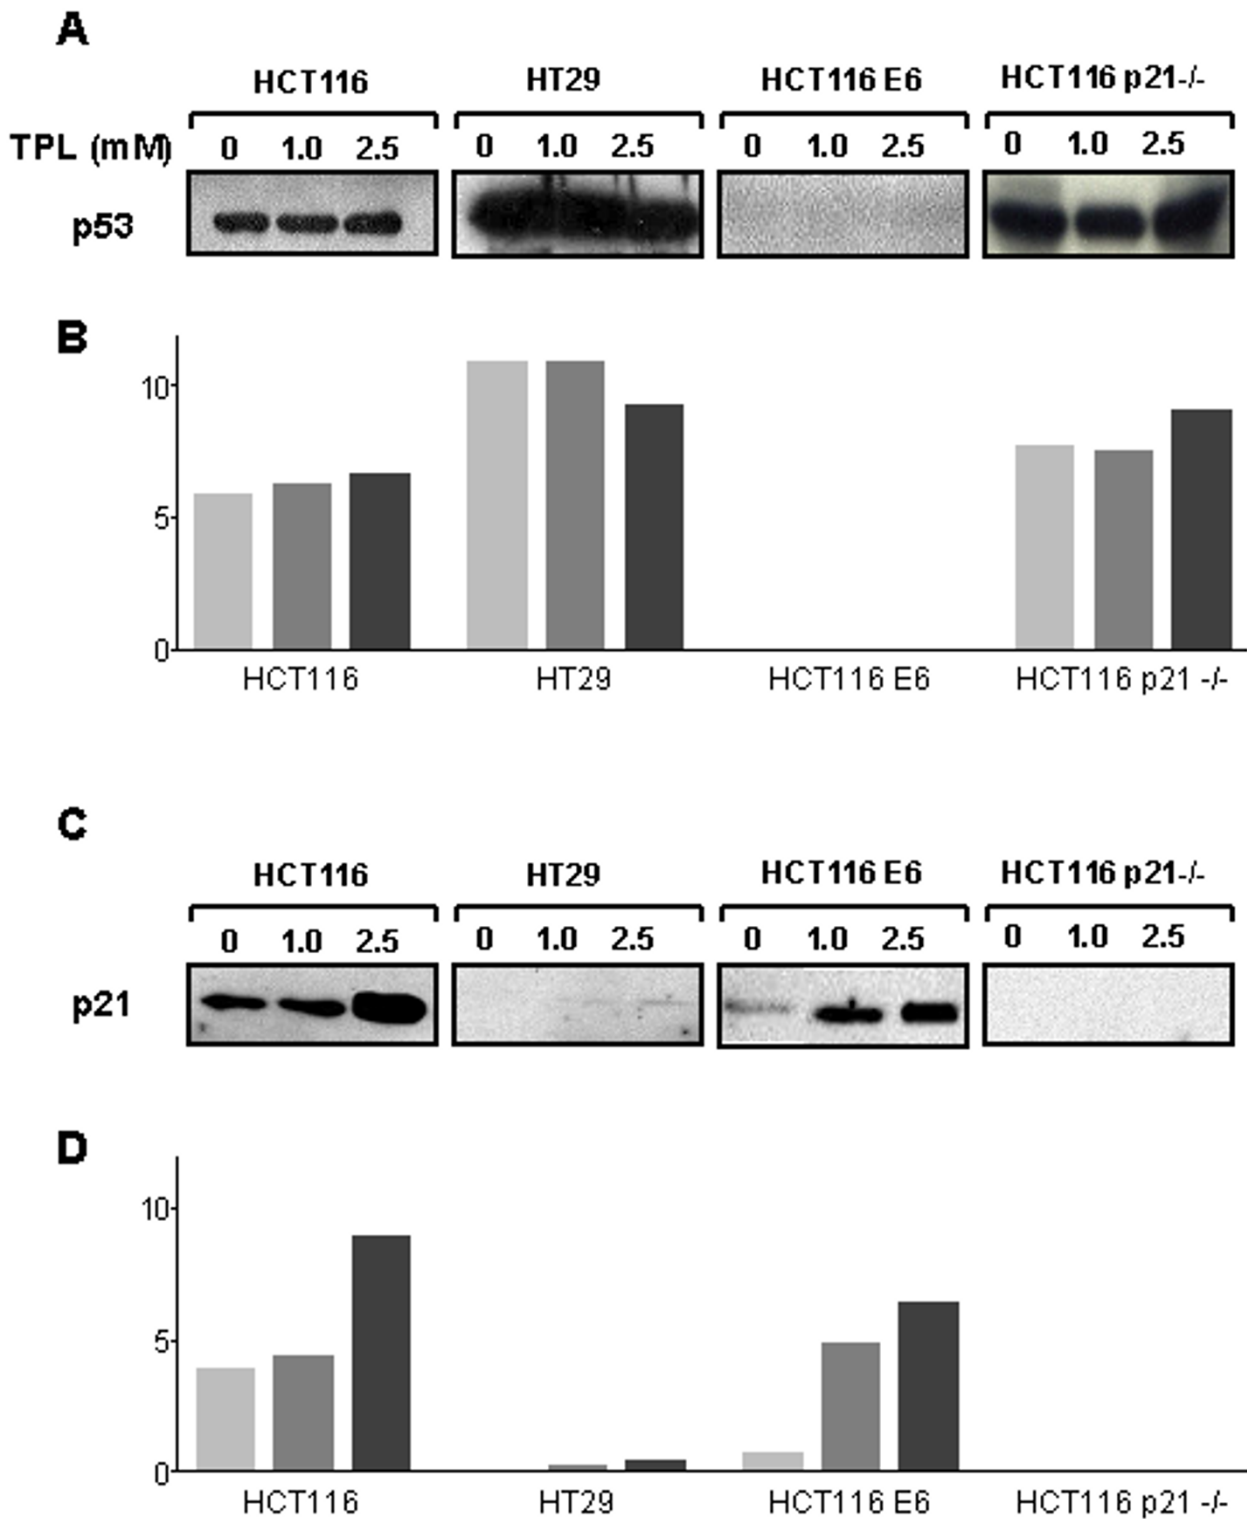 A
HCT116 HT29 HCT116 E6 HCT116 p21-/-
TPL (mM) 0 1.0 2.5 0 1.0 2.5 0 1.0 2.5 0 1.0 2.5
p53
B
10
5
0
HCT116 HT29 HCT116 E6 HCT116 p21 -/-
C
HCT116 HT29 HCT116 E6 HCT116 p21-/-
0 1.0 2.5 0 1.0 2.5 0 1.0 2.5 0 1.0 2.5
p21
D
10
5
0
HCT116 HT29 HCT116 E6 HCT116 p21 -/-